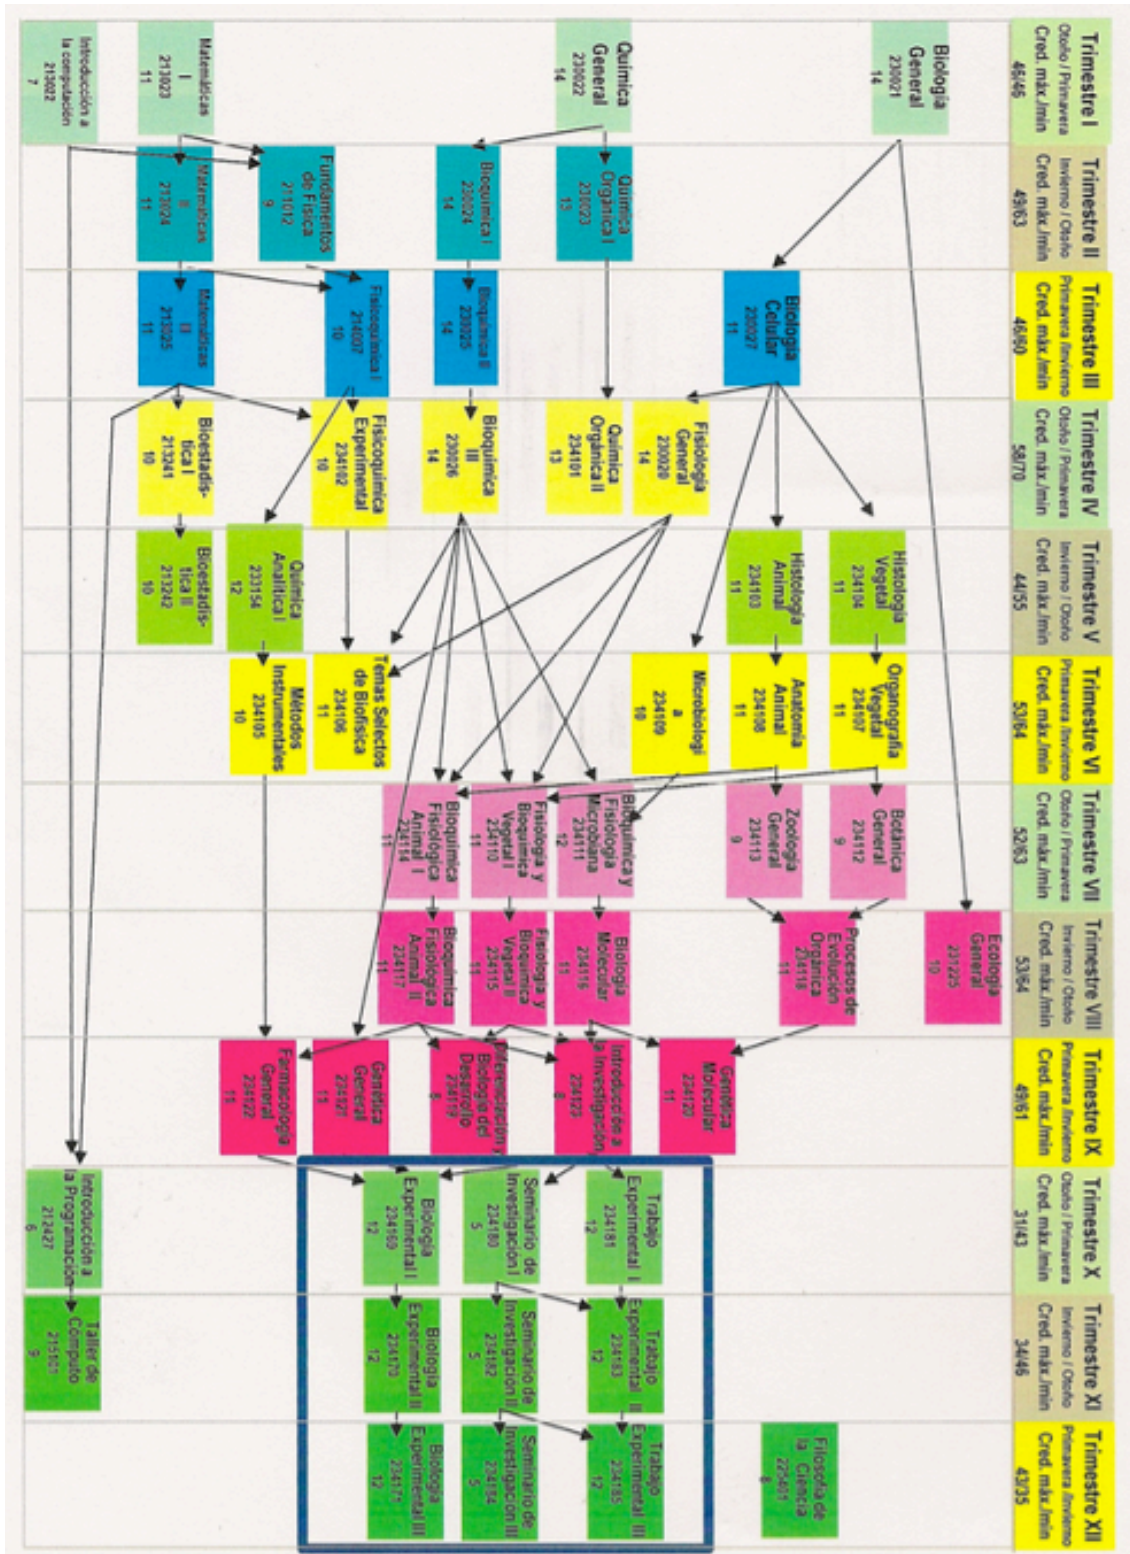 Trimestre I
Otoño / Primavera
Cred. máx./min
46/46
Biología
General
230021
14
Química
General
230022
14
Matemáticas
I
213023
11
Introducción a
la computación
213022
7
Trimestre II
Invierno / Otoño
Cred. máx./min
49/63
Química
Orgánica I
230023
13
Bioquímica I
230024
14
Fundamentos
de Física
211012
9
Matemáticas
II
213024
11
Trimestre III
Primavera /Invierno
Cred. máx./min
46/60
Biología
Celular
230027
11
Bioquímica II
230025
14
Fisicoquímica I
214007
10
Matemáticas
III
213025
11
Trimestre IV
Otoño / Primavera
Cred. máx./min
58/70
Fisiología
General
230020
14
Química
Orgánica II
234101
13
Bioquímica
III
230026
14
Fisicoquímica
Experimental
234102
10
Bioestadís-
tica I
213241
10
Trimestre V
Invierno / Otoño
Cred. máx./min
44/55
Histología
Vegetal
234104
11
Histología
Animal
234103
11
Química
Analítica I
233154
12
Bioestadís-
tica II
213242
10
Trimestre VI
Primavera /Invierno
Cred. máx./min
53/64
Organografía
Vegetal
234107
11
Anatomía
Animal
234108
11
Microbiologí
a
234109
10
Temas Selectos
de Biofísica
234106
11
Métodos
Instrumentales
234105
10
Trimestre VII
Otoño / Primavera
Cred. máx./min
52/63
Botánica
General
234112
9
Zoología
General
234113
9
Bioquímica y
Fisiología
Microbiana
234111
12
Fisiología y
Bioquímica
Vegetal I
234110
11
Bioquímica
Fisiológica
Animal I
234114
11
Trimestre VIII
Invierno / Otoño
Cred. máx./min
53/64
Ecología
General
231225
10
Procesos de
Evolución
Orgánica
234118
11
Biología
Molecular
234116
11
Fisiología y
Bioquímica
Vegetal II
234115
11
Bioquímica
Fisiológica
Animal II
234117
11
Trimestre IX
Primavera /Invierno
Cred. máx./min
49/61
Genética
Molecular
234120
11
Introducción a
la Investigación
234123
8
Diferenciación y
Biología del
Desarrollo
234119
8
Genética
General
234121
11
Farmacología
General
234122
11
Trimestre X
Otoño / Primavera
Cred. máx./min
31/43
Trabajo
Experimental I
234181
12
Seminario de
Investigación I
234180
5
Biología
Experimental I
234169
12
Introducción a
la Programación
212427
6
Trimestre XI
Invierno / Otoño
Cred. máx./min
34/46
Trabajo
Experimental II
234183
12
Seminario de
Investigacion II
234182
5
Biología
Experimental II
234170
12
Taller de
Computo
215101
9
Trimestre XII
Primavera /Invierno
Cred. máx./min
43/35
Filosofía de
la Ciencia
225401
8
Trabajo
Experimental III
234185
12
Seminario de
Investigacion III
234184
5
Biología
Experimental III
234171
12